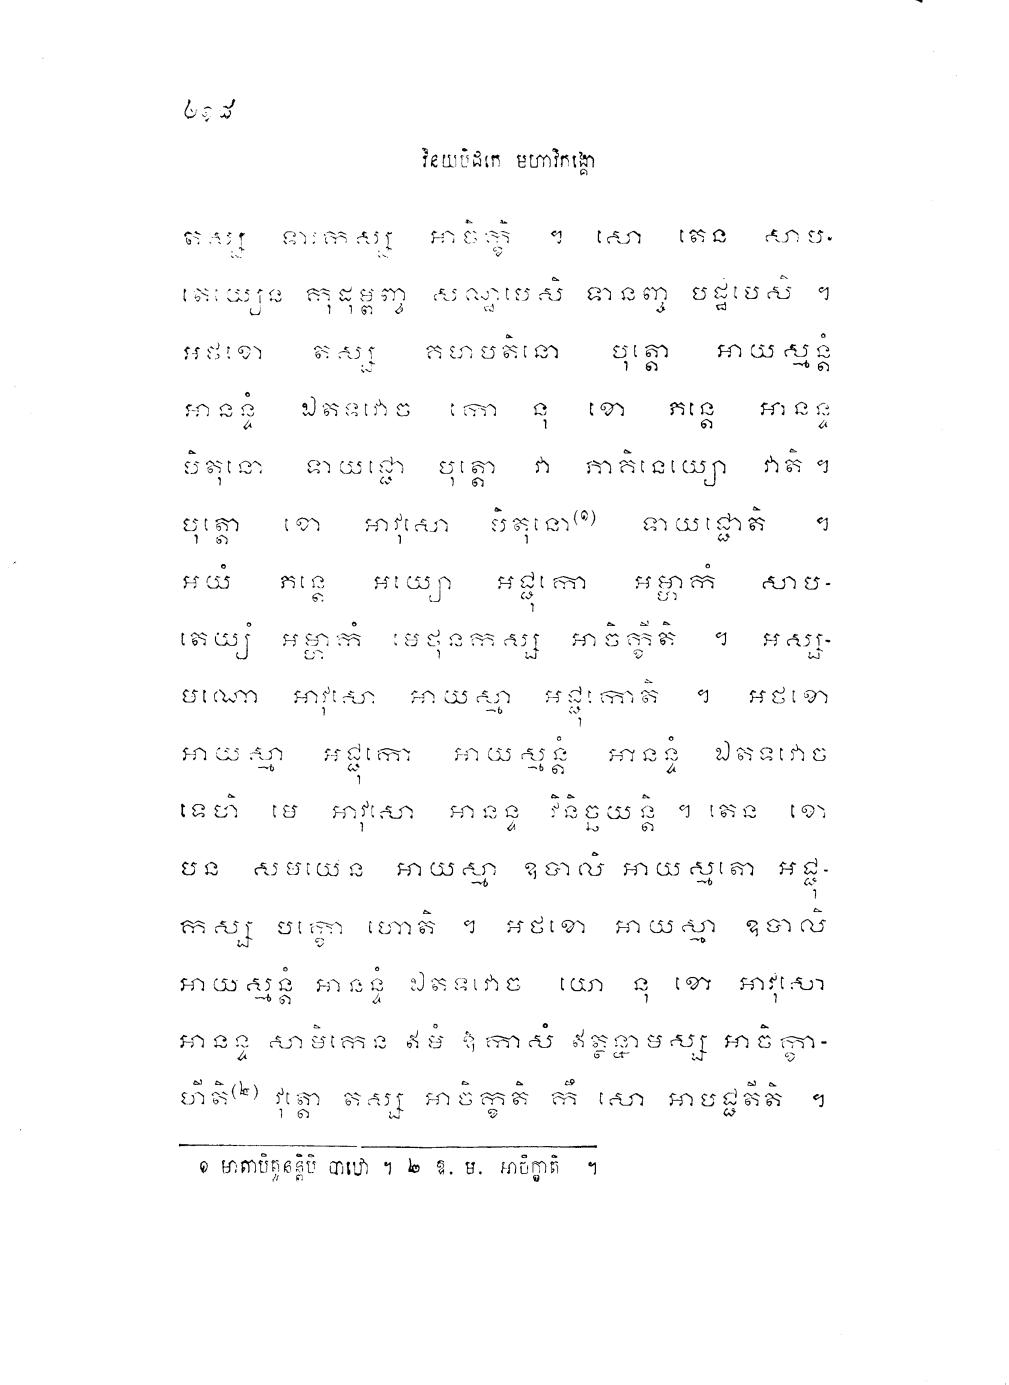 ៤១៨
វិនយបិដកេ មហាវិភង្គោ
តស្ស ទារកស្ស អាចិក្ខិ ។ សោ តេន សាប-
តេយ្យេន កុដុម្ពញ្ច សណ្ឋបេសិ ទានញ្ច បដ្ឋបេសិ ។
អថខោ តស្ស គហបតិនោ បុត្តោ អាយស្មន្តំ
អានន្ទំ ឯតទវោច កោ នុ ខោ ភន្តេ អានន្ទ
បិតុនោ ទាយជ្ជោ បុត្តោ វា ភាគិនេយ្យោ វាតិ ។
បុត្តោ ខោ អាវុសោ បិតុនោ(១) ទាយជ្ជោតិ ។
អយំ ភន្តេ អយ្យោ អជ្ជុកោ អម្ហាកំ សាប-
តេយ្យំ អម្ហាកំ មេថុនកស្ស អាចិក្ខីតិ ។ អស្ស-
មណោ អាវុសោ អាយស្មា អជ្ជុកោតិ ។ អថខោ
អាយស្មា អជ្ជុកោ អាយស្មន្តំ អានន្ទំ ឯតទវោច
ទេហិ មេ អាវុសោ អានន្ទ វិនិច្ឆយន្តិ ។ តេន ខោ
បន សមយេន អាយស្មា ឧបាលិ អាយស្មតោ អជ្ជុ-
កស្ស បក្ខោ ហោតិ ។ អថខោ អាយស្មា ឧបាលិ
អាយស្មន្តំ អានន្ទំ ឯតទវោច យោ នុ ខោ អាវុសោ
អានន្ទ សាមិកេន ឥមំ ឱកាសំ ឥត្ថន្នាមស្ស អាចិក្ខា-
ហីតិ(២) វុត្តោ តស្ស អាចិក្ខតិ កឹ សោ អាបជ្ជតីតិ ។
១ មាតាបិតូនន្តិបិ បាឋោ ។ ២ ឧ. ម. អាចិក្ខាតិ ។